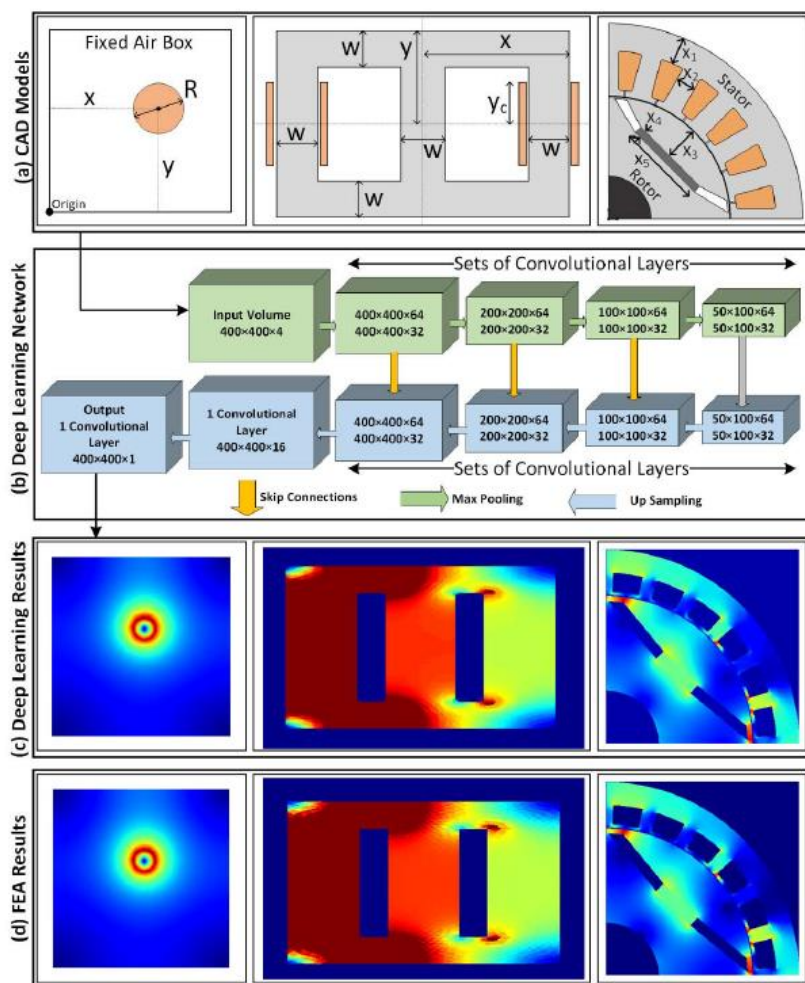 (a) CAD Models
Fixed Air Box
x
R
y
Origin
w
y
x
w
y_c
w
w
w
x₁
x₂
Stator
x₄
x₃
x₅
Rotor
(b) Deep Learning Network
Sets of Convolutional Layers
Input Volume
400×400×4
400×400×64
400×400×32
200×200×64
200×200×32
100×100×64
100×100×32
50×100×64
50×100×32
Output
1 Convolutional
Layer
400×400×1
1 Convolutional
Layer
400×400×16
400×400×64
400×400×32
200×200×64
200×200×32
100×100×64
100×100×32
50×100×64
50×100×32
Sets of Convolutional Layers
Skip Connections
Max Pooling
Up Sampling
(c) Deep Learning Results
(d) FEA Results